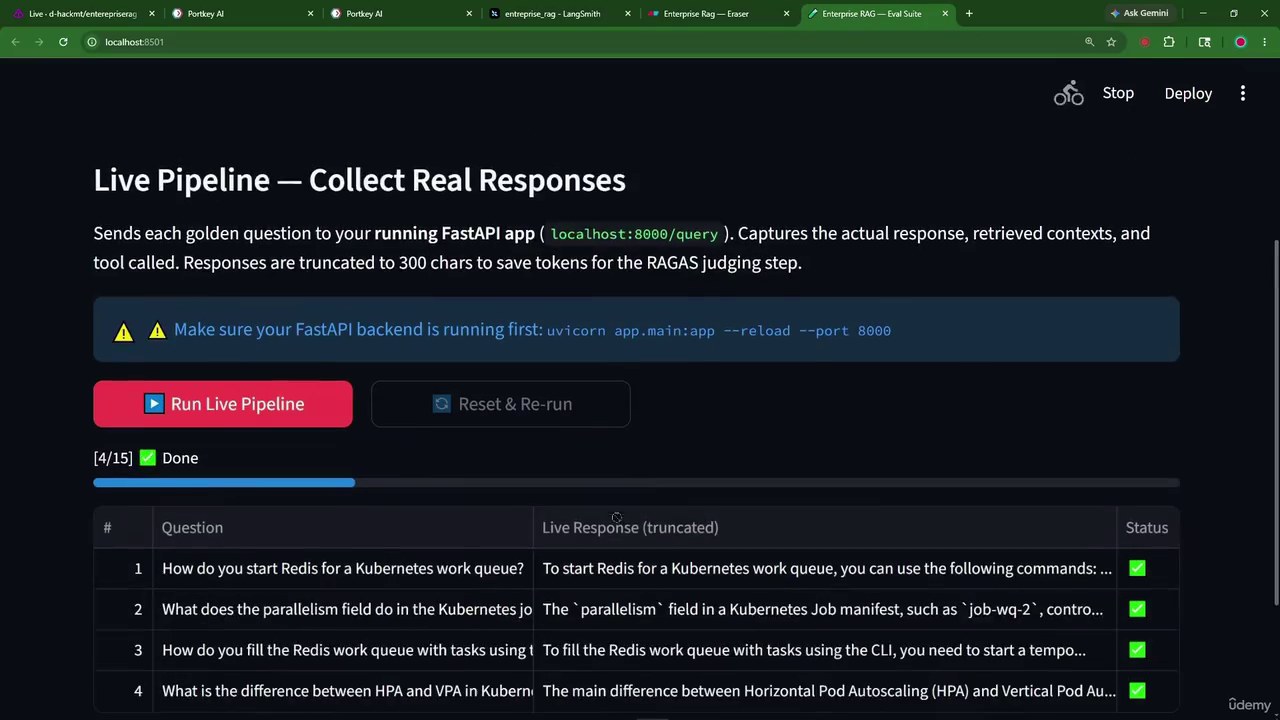 Live - d-hackmt/enterepriserag
Portkey AI
Portkey AI
entreprise_rag - LangSmith
Enterprise Rag — Eraser
Enterprise RAG — Eval Suite
Ask Gemini
localhost:8501
Stop
Deploy
Live Pipeline — Collect Real Responses
Sends each golden question to your running FastAPI app ( localhost:8000/query ). Captures the actual response, retrieved contexts, and
tool called. Responses are truncated to 300 chars to save tokens for the RAGAS judging step.
Make sure your FastAPI backend is running first: uvicorn app.main:app --reload --port 8000
Run Live Pipeline
Reset & Re-run
[4/15] ✅ Done
# Question Live Response (truncated) Status
1 How do you start Redis for a Kubernetes work queue? To start Redis for a Kubernetes work queue, you can use the following commands: ... ✅
2 What does the parallelism field do in the Kubernetes jo The `parallelism` field in a Kubernetes Job manifest, such as `job-wq-2`, contro... ✅
3 How do you fill the Redis work queue with tasks using t To fill the Redis work queue with tasks using the CLI, you need to start a tempo... ✅
4 What is the difference between HPA and VPA in Kubern The main difference between Horizontal Pod Autoscaling (HPA) and Vertical Pod Au... ✅
ûdemy